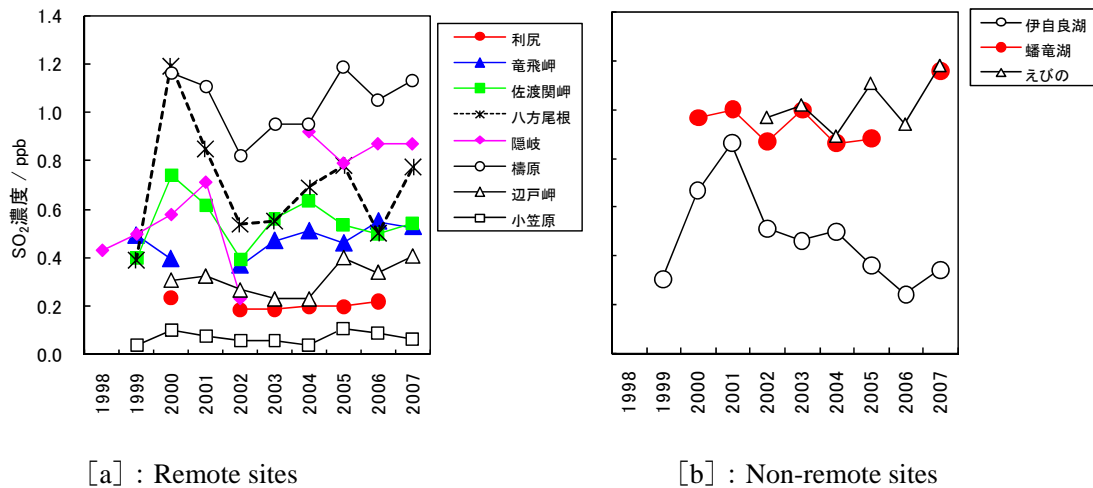 1.4
1.2
1.0
0.8
0.6
0.4
0.2
0.0
SO₂濃度 / ppb
1998
1999
2000
2001
2002
2003
2004
2005
2006
2007
利尻
竜飛岬
佐渡関岬
八方尾根
隠岐
檮原
辺戸岬
小笠原
[a] : Remote sites
1998
1999
2000
2001
2002
2003
2004
2005
2006
2007
伊自良湖
蟠竜湖
えびの
[b] : Non-remote sites